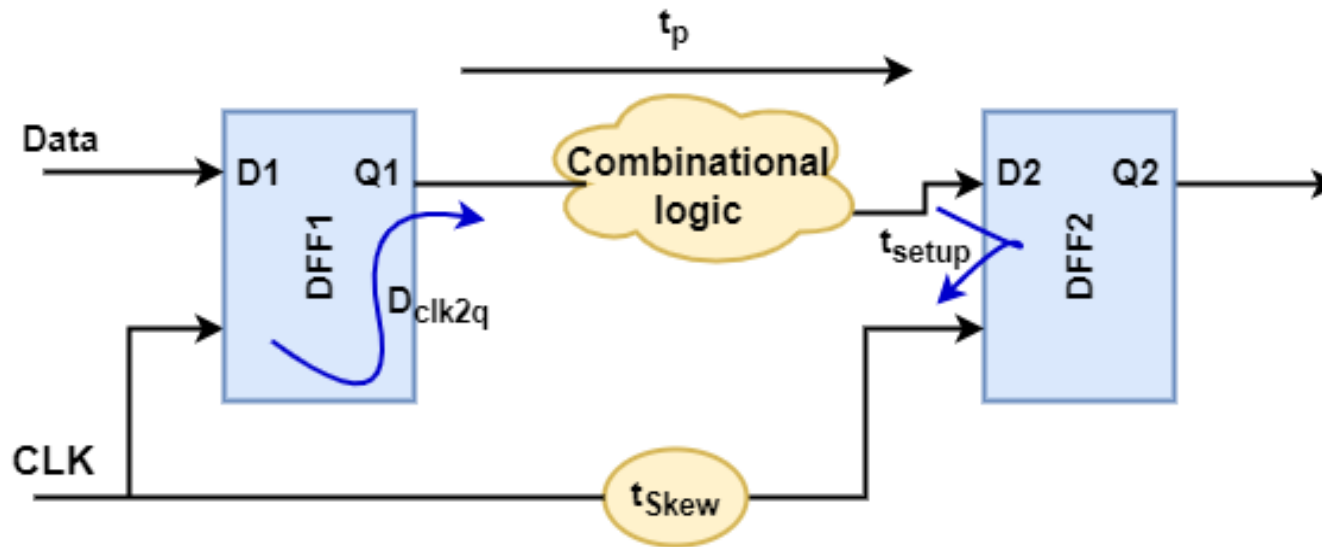 tp
Data
D1
Q1
DFF1
Dclk2q
Combinational
logic
tsetup
D2
Q2
DFF2
CLK
tSkew